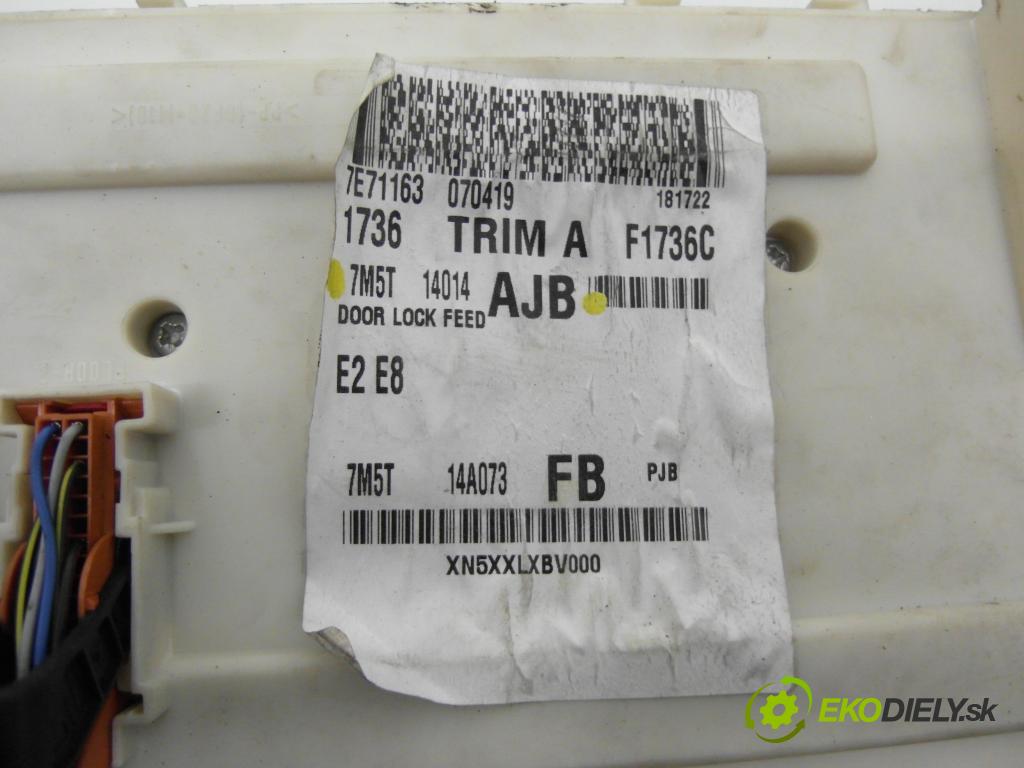 7E71163 070419 181722
1736 TRIM A F1736C
7M5T 14014 AJB
DOOR LOCK FEED
E2 E8
7M5T 14A073 FB PJB
XN5XXLXBV000
EKODIELY.sk